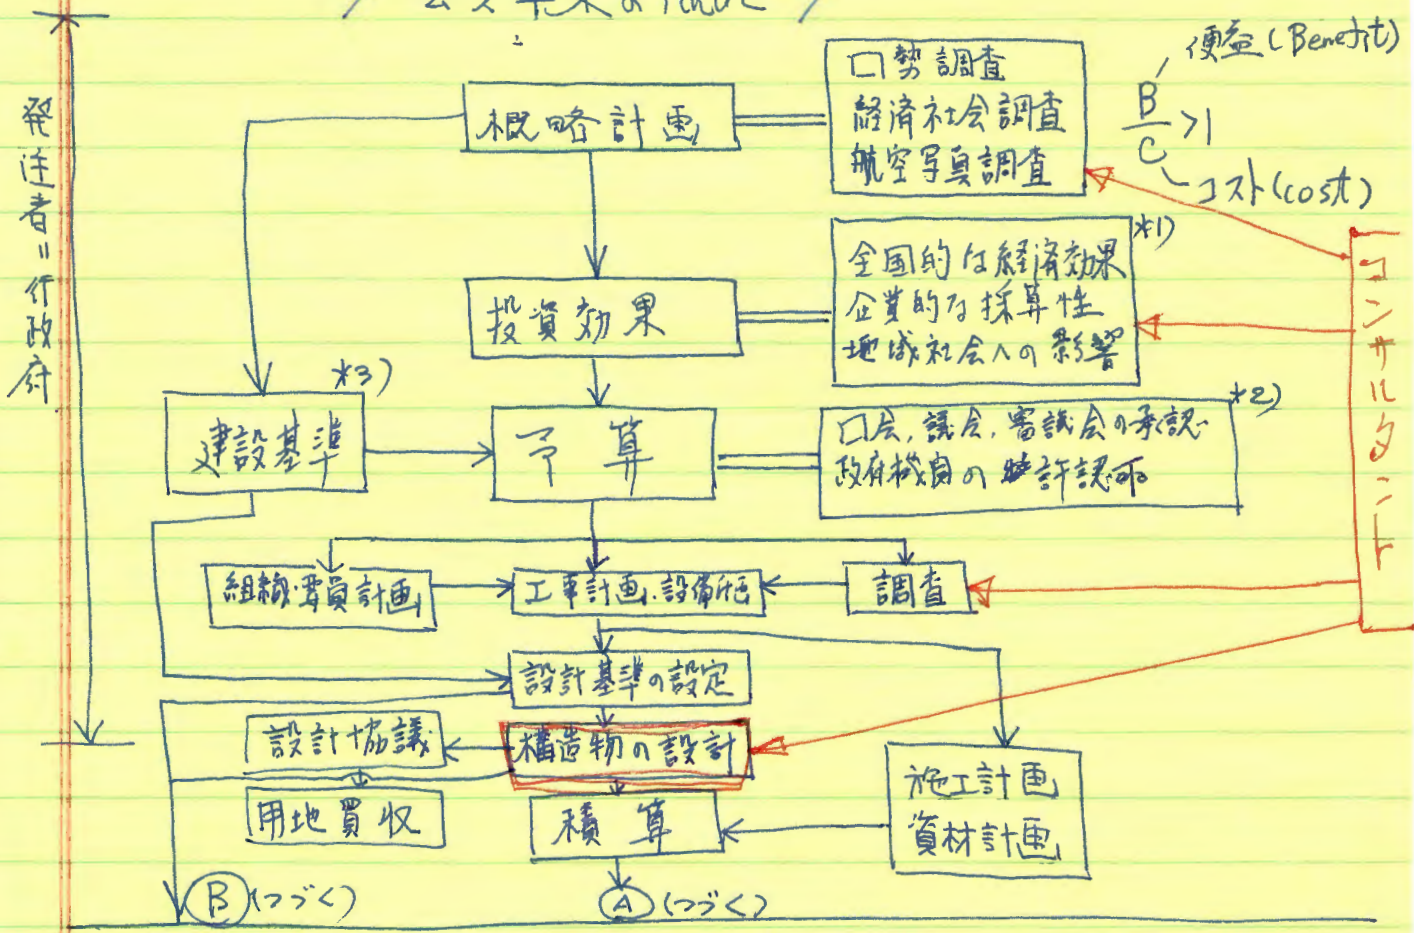 便益(Benefit)
B/C>1
コスト(cost)
概略計画
口勢調査
経済社会調査
航空写真調査
発注者=行政府
コンサルタント
投資効果
*1)
全国的な経済効果
企業的な採算性
地域社会への影響
*3)
建設基準
予算
*2)
口会,議会,審議会の承認
政府機関の 許認可
組織・要員計画
工事計画・設備計画
調査
設計基準の設定
設計協議
構造物の設計
用地買収
積算
施工計画
資材計画
B(つづく)
A(つづく)